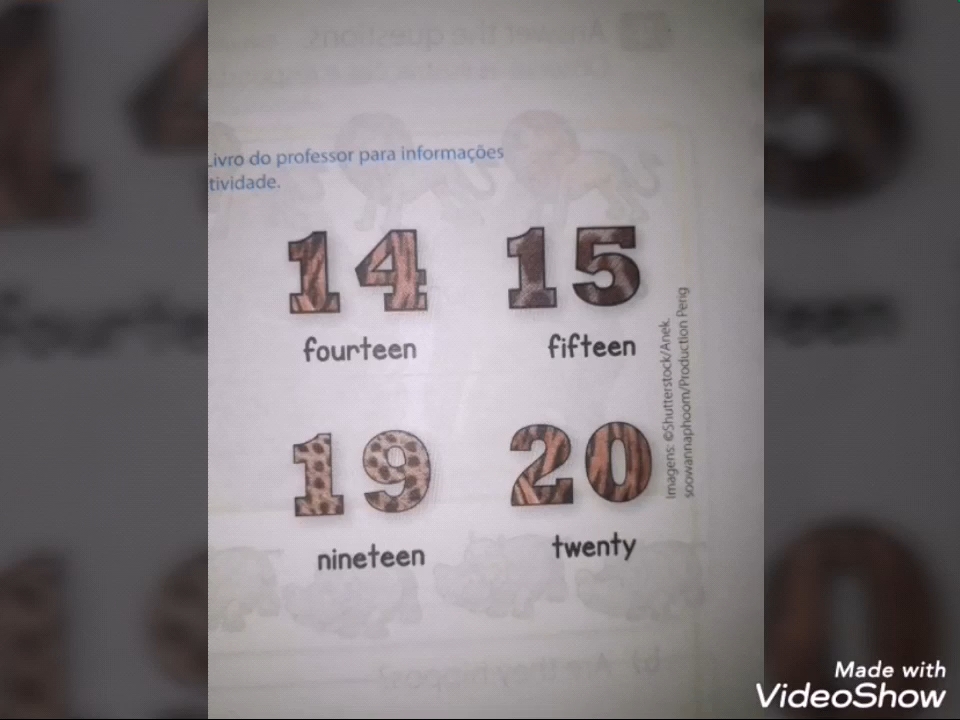 Livro do professor para informações
tividade.
14 15
fourteen fifteen
19 20
nineteen twenty
Imagens: ©Shutterstock/Anek.
soowannaphoom/Production Perig
Made with
VideoShow